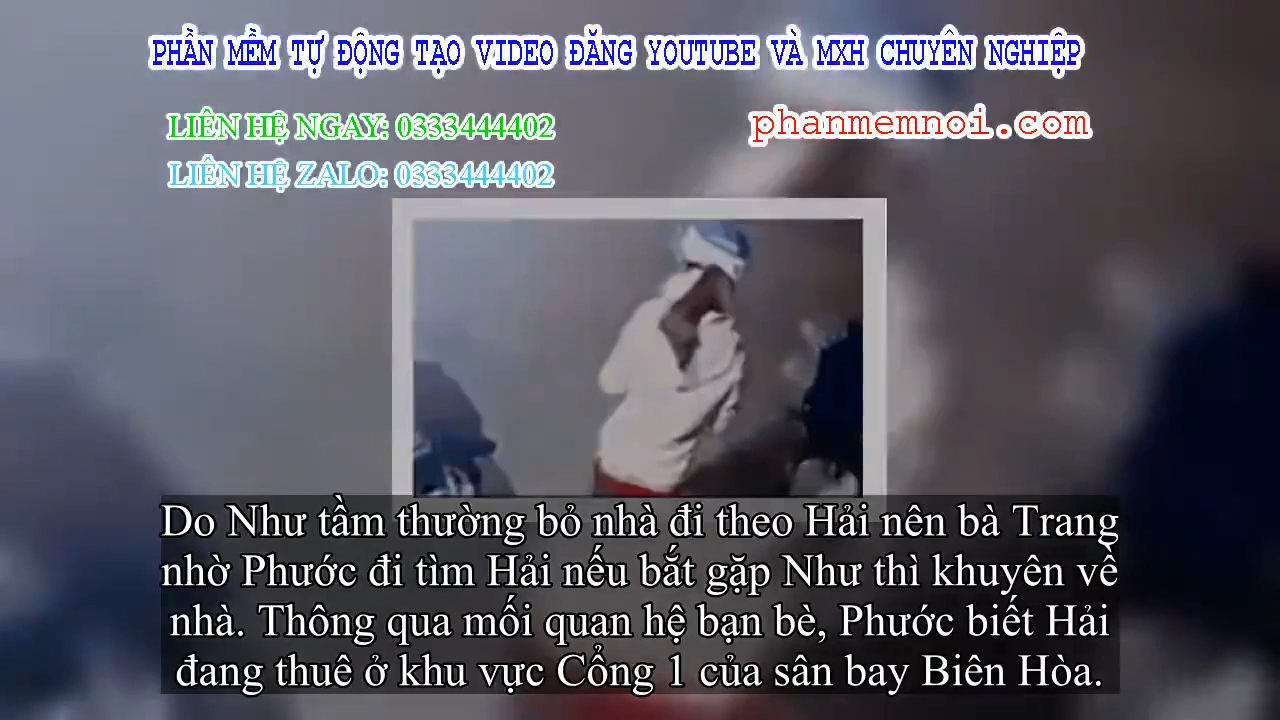 PHẦN MỀM TỰ ĐỘNG TẠO VIDEO ĐĂNG YOUTUBE VÀ MXH CHUYÊN NGHIỆP
LIÊN HỆ NGAY: 0333444402
phanmemnoi.com
LIÊN HỆ ZALO: 0333444402
Do Như tầm thường bỏ nhà đi theo Hải nên bà Trang
nhờ Phước đi tìm Hải nếu bắt gặp Như thì khuyên về
nhà. Thông qua mối quan hệ bạn bè, Phước biết Hải
đang thuê ở khu vực Cổng 1 của sân bay Biên Hòa.